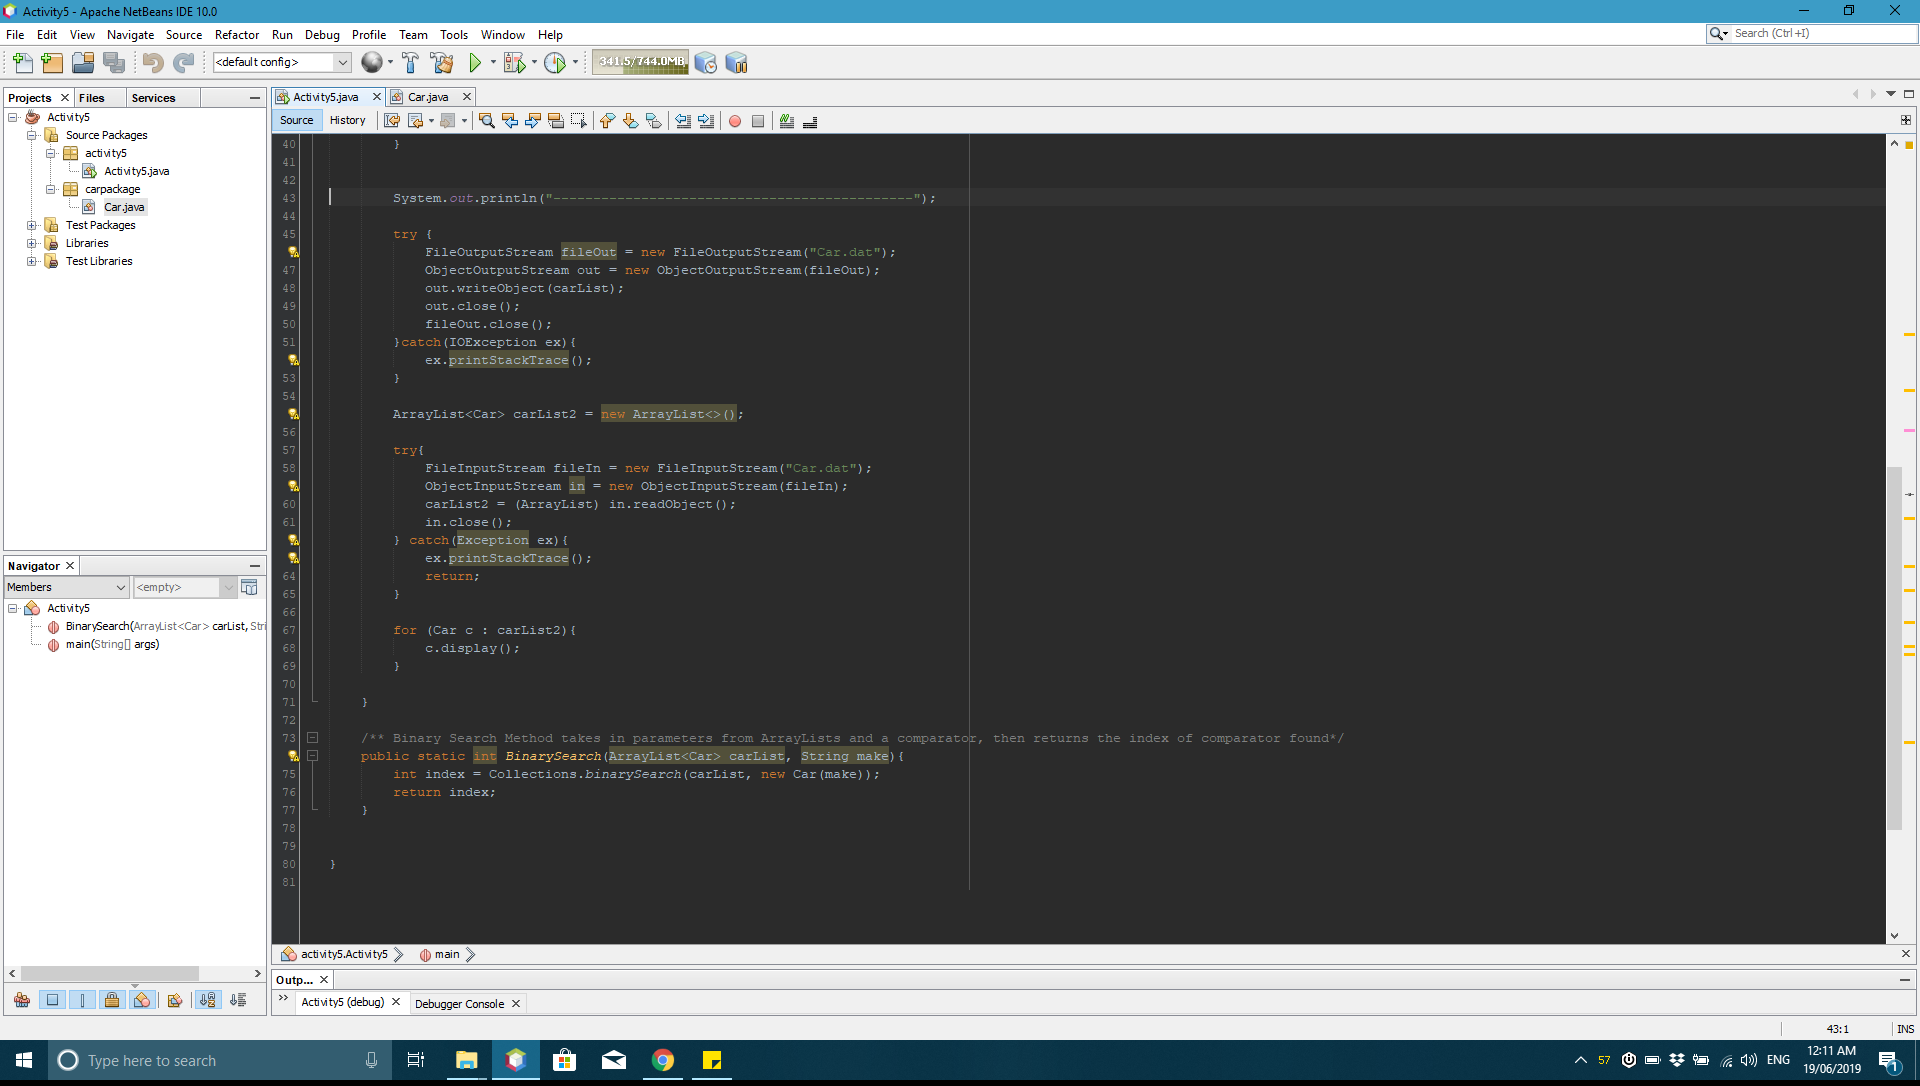 Activity5 - Apache NetBeans IDE 10.0
File Edit View Navigate Source Refactor Run Debug Profile Team Tools Window Help
Search (Ctrl+I)
<default config>
341.5/744.0MB
Projects Files Services
Activity5
Source Packages
activity5
Activity5.java
carpackage
Car.java
Test Packages
Libraries
Test Libraries
Navigator
Members <empty>
Activity5
BinarySearch(ArrayList<Car> carList, Stri
main(String[] args)
Activity5.java Car.java
Source History
40 }
41
42
43 System.out.println("---------------------------------------------");
44
45 try {
FileOutputStream fileOut = new FileOutputStream("Car.dat");
47 ObjectOutputStream out = new ObjectOutputStream(fileOut);
48 out.writeObject(carList);
49 out.close();
50 fileOut.close();
51 }catch(IOException ex){
ex.printStackTrace();
53 }
54
ArrayList<Car> carList2 = new ArrayList<>();
56
57 try{
58 FileInputStream fileIn = new FileInputStream("Car.dat");
ObjectInputStream in = new ObjectInputStream(fileIn);
60 carList2 = (ArrayList) in.readObject();
61 in.close();
} catch(Exception ex){
ex.printStackTrace();
64 return;
65 }
66
67 for (Car c : carList2){
68 c.display();
69 }
70
71 }
72
73 /** Binary Search Method takes in parameters from ArrayLists and a comparator, then returns the index of comparator found*/
public static int BinarySearch(ArrayList<Car> carList, String make){
75 int index = Collections.binarySearch(carList, new Car(make));
76 return index;
77 }
78
79
80 }
81
activity5.Activity5 main
Outp...
Activity5 (debug) Debugger Console
43:1 INS
Type here to search
57
ENG
12:11 AM
19/06/2019
1